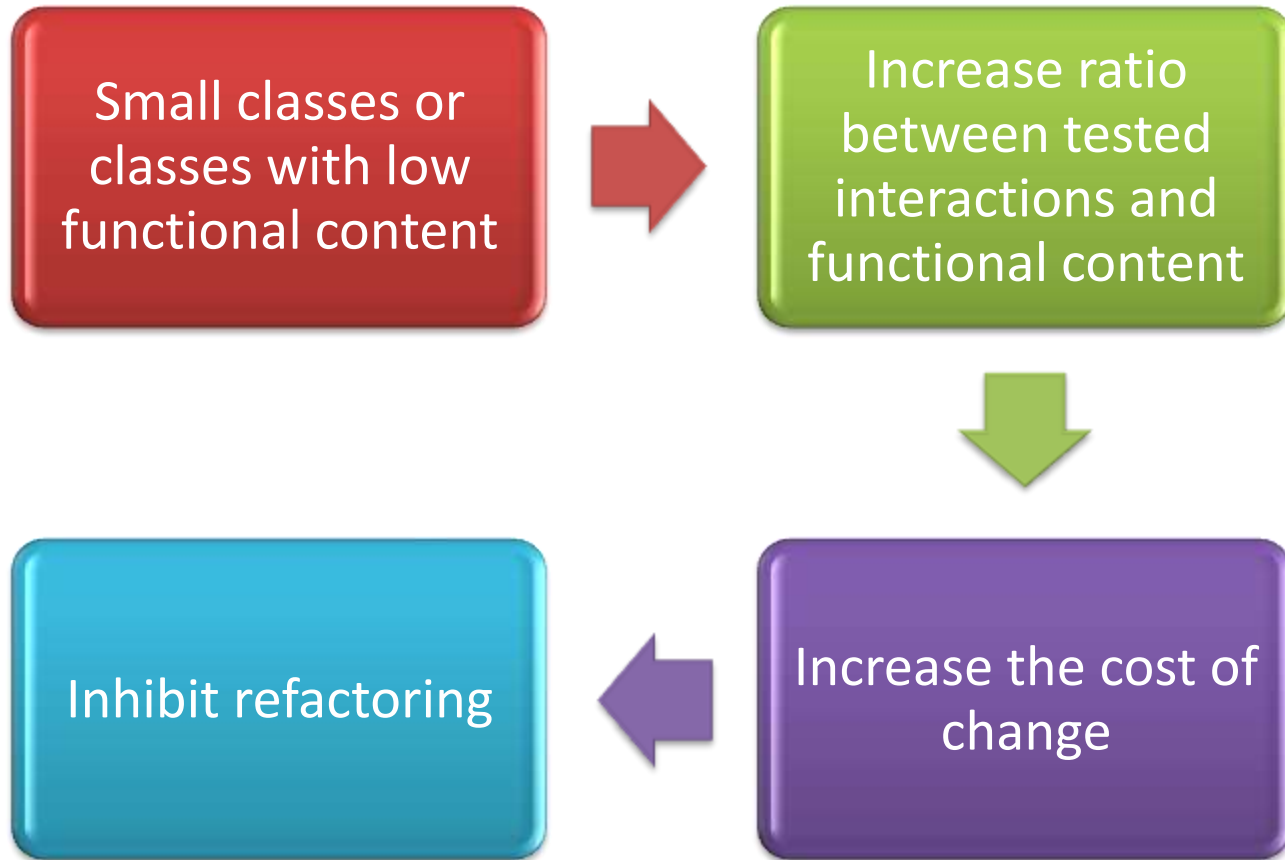 Small classes or
classes with low
functional content
Increase ratio
between tested
interactions and
functional content
Increase the cost of
change
Inhibit refactoring